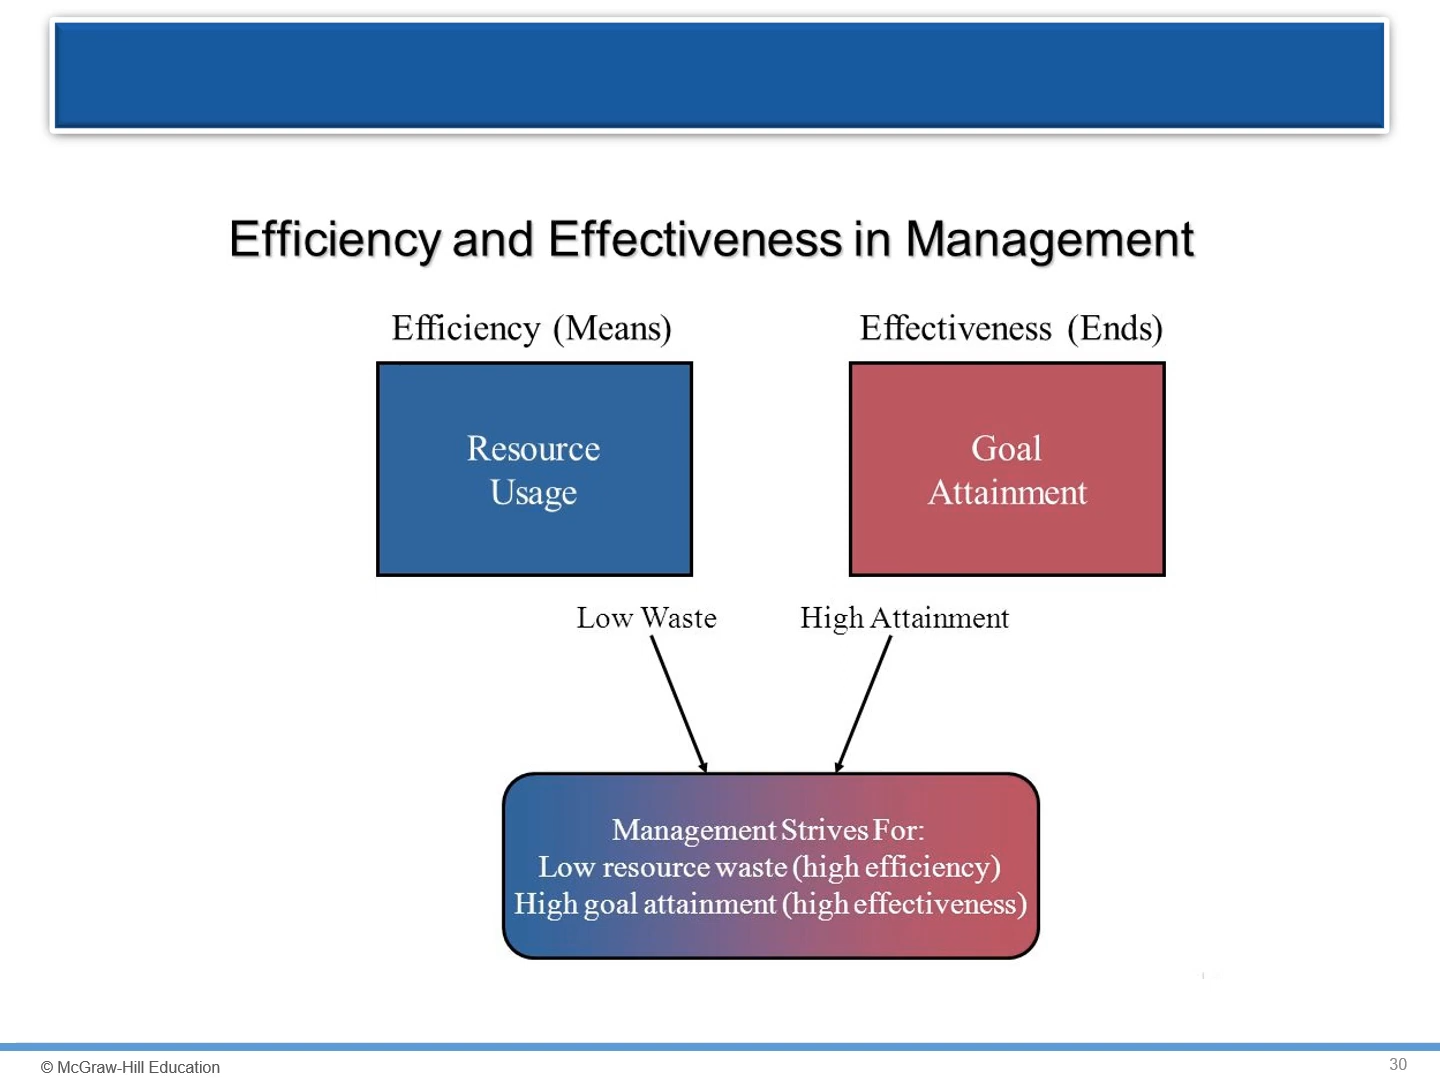 Efficiency and Effectiveness in Management
Efficiency (Means)
Effectiveness (Ends)
Resource
Usage
Goal
Attainment
Low Waste
High Attainment
Management Strives For:
Low resource waste (high efficiency)
High goal attainment (high effectiveness)
© McGraw-Hill Education
30